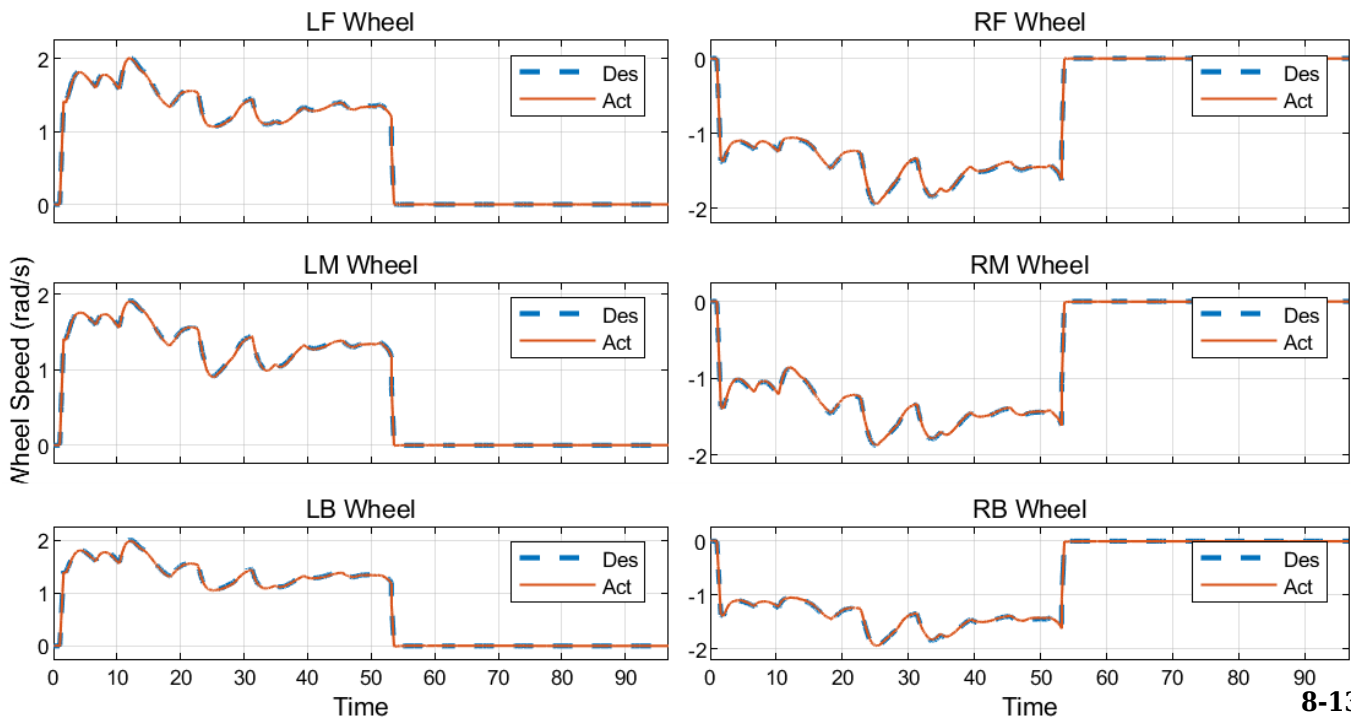 LF Wheel
2
1
0
Des
Act
RF Wheel
0
-1
-2
Des
Act
Wheel Speed (rad/s)
LM Wheel
2
1
0
Des
Act
RM Wheel
0
-1
-2
Des
Act
LB Wheel
2
1
0
Des
Act
0 10 20 30 40 50 60 70 80 90
Time
RB Wheel
0
-1
-2
Des
Act
0 10 20 30 40 50 60 70 80 90
Time
8-13